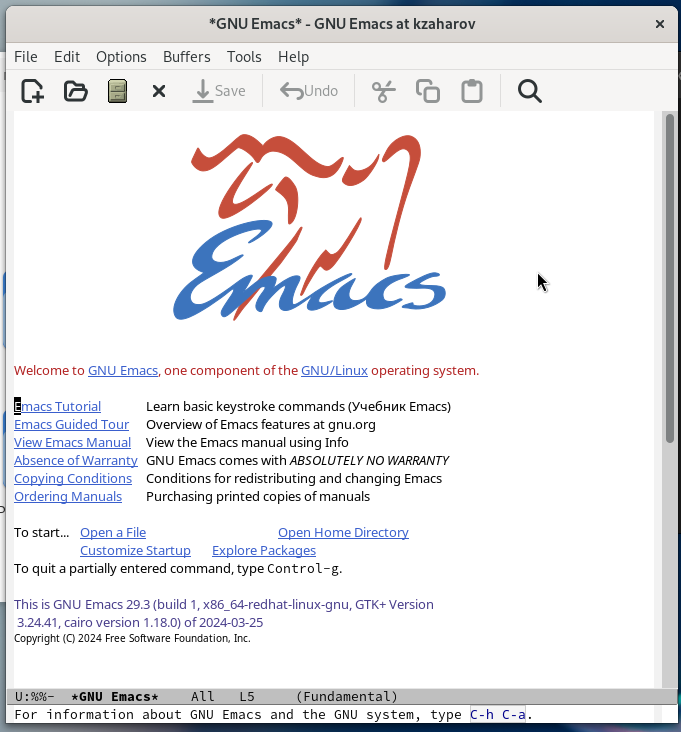 *GNU Emacs* - GNU Emacs at kzaharov
File Edit Options Buffers Tools Help
Save Undo
Emacs
Welcome to GNU Emacs, one component of the GNU/Linux operating system.
Emacs Tutorial Learn basic keystroke commands (Учебник Emacs)
Emacs Guided Tour Overview of Emacs features at gnu.org
View Emacs Manual View the Emacs manual using Info
Absence of Warranty GNU Emacs comes with ABSOLUTELY NO WARRANTY
Copying Conditions Conditions for redistributing and changing Emacs
Ordering Manuals Purchasing printed copies of manuals
To start... Open a File Open Home Directory
Customize Startup Explore Packages
To quit a partially entered command, type Control-g.
This is GNU Emacs 29.3 (build 1, x86_64-redhat-linux-gnu, GTK+ Version
3.24.41, cairo version 1.18.0) of 2024-03-25
Copyright (C) 2024 Free Software Foundation, Inc.
U:%%- *GNU Emacs* All L5 (Fundamental)
For information about GNU Emacs and the GNU system, type C-h C-a.